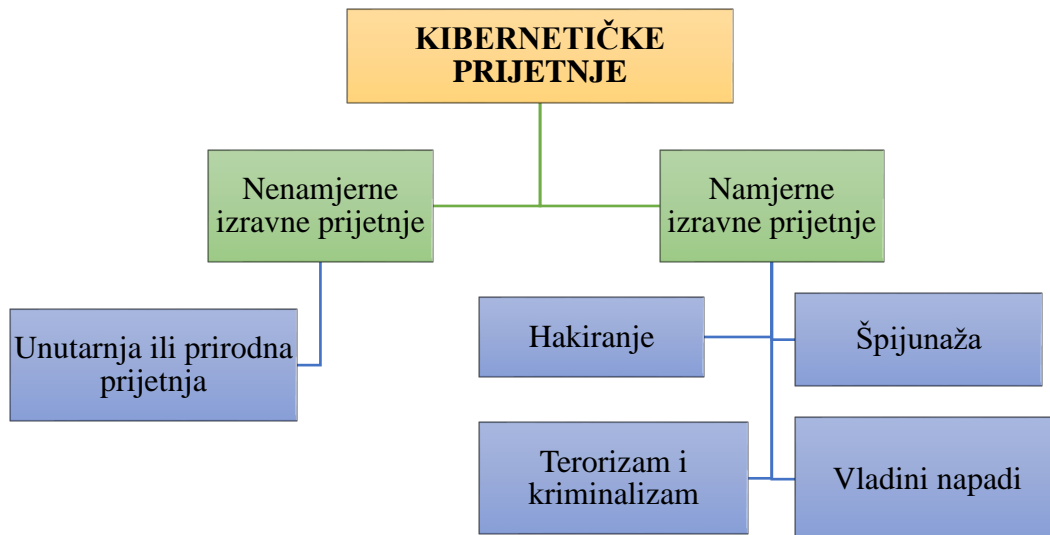 KIBERNETIČKE
PRIJETNJE
Nenamjerne
izravne prijetnje
Namjerne
izravne prijetnje
Unutarnja ili prirodna
prijetnja
Hakiranje
Špijunaža
Terorizam i
kriminalizam
Vladini napadi